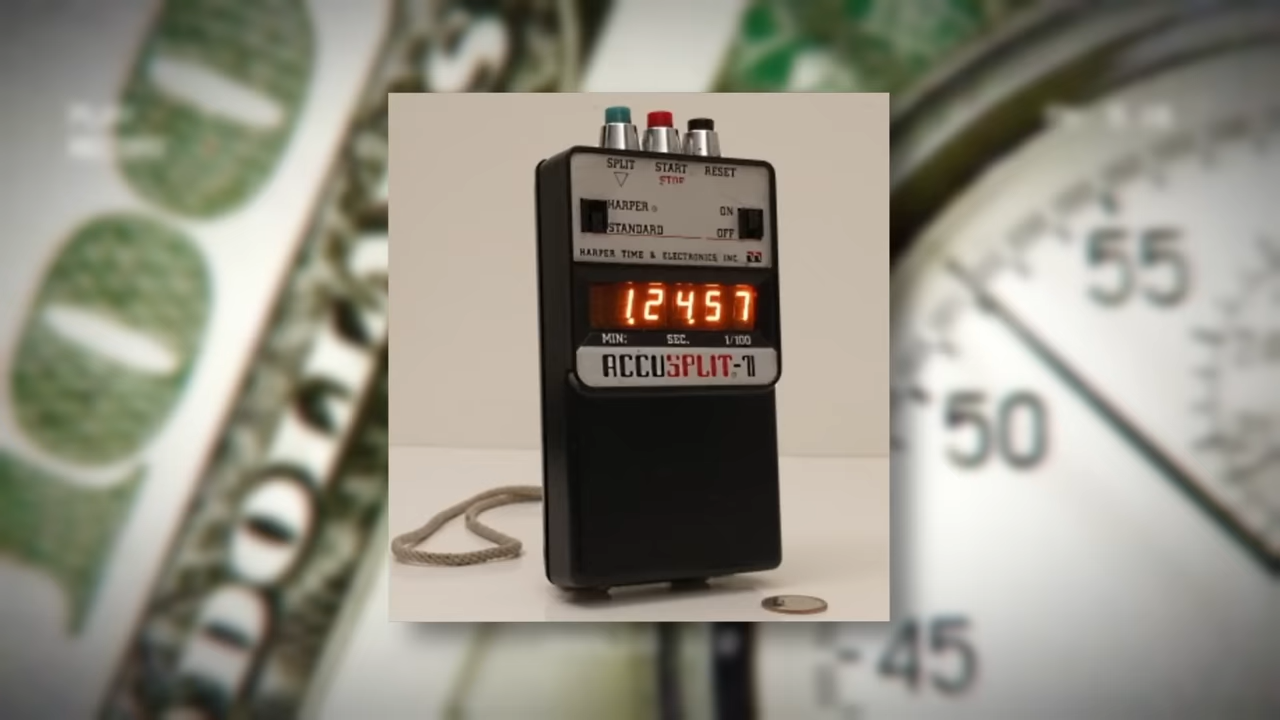 SPLIT START RESET
STOP
HARPER ON
STANDARD OFF
HARPER TIME & ELECTRONICS, INC.
1.24.57
MIN: SEC. 1/100
ACCUSPLIT-1
55
50
45